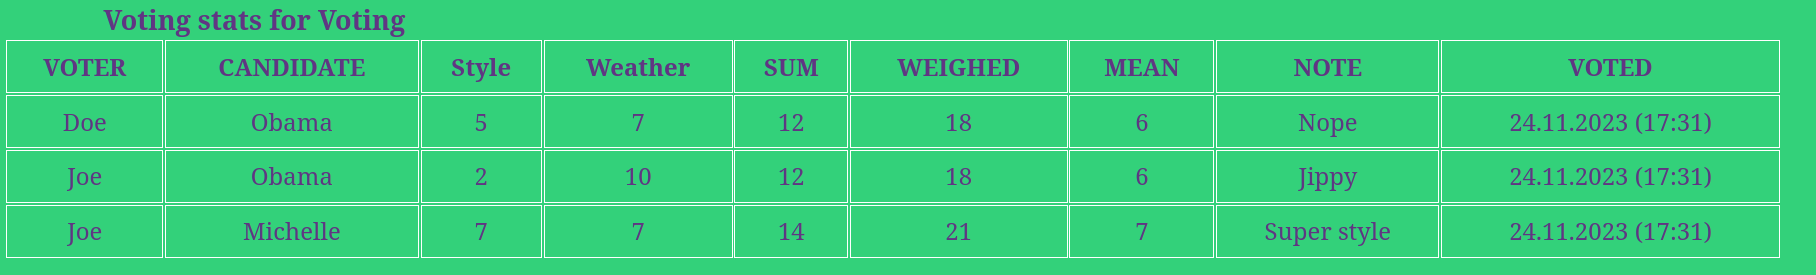 Voting stats for Voting
VOTER CANDIDATE Style Weather SUM WEIGHED MEAN NOTE VOTED
Doe Obama 5 7 12 18 6 Nope 24.11.2023 (17:31)
Joe Obama 2 10 12 18 6 Jippy 24.11.2023 (17:31)
Joe Michelle 7 7 14 21 7 Super style 24.11.2023 (17:31)